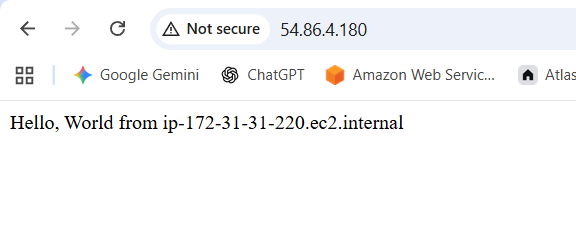 Not secure 54.86.4.180
Google Gemini ChatGPT Amazon Web Servic... Atlas
Hello, World from ip-172-31-31-220.ec2.internal